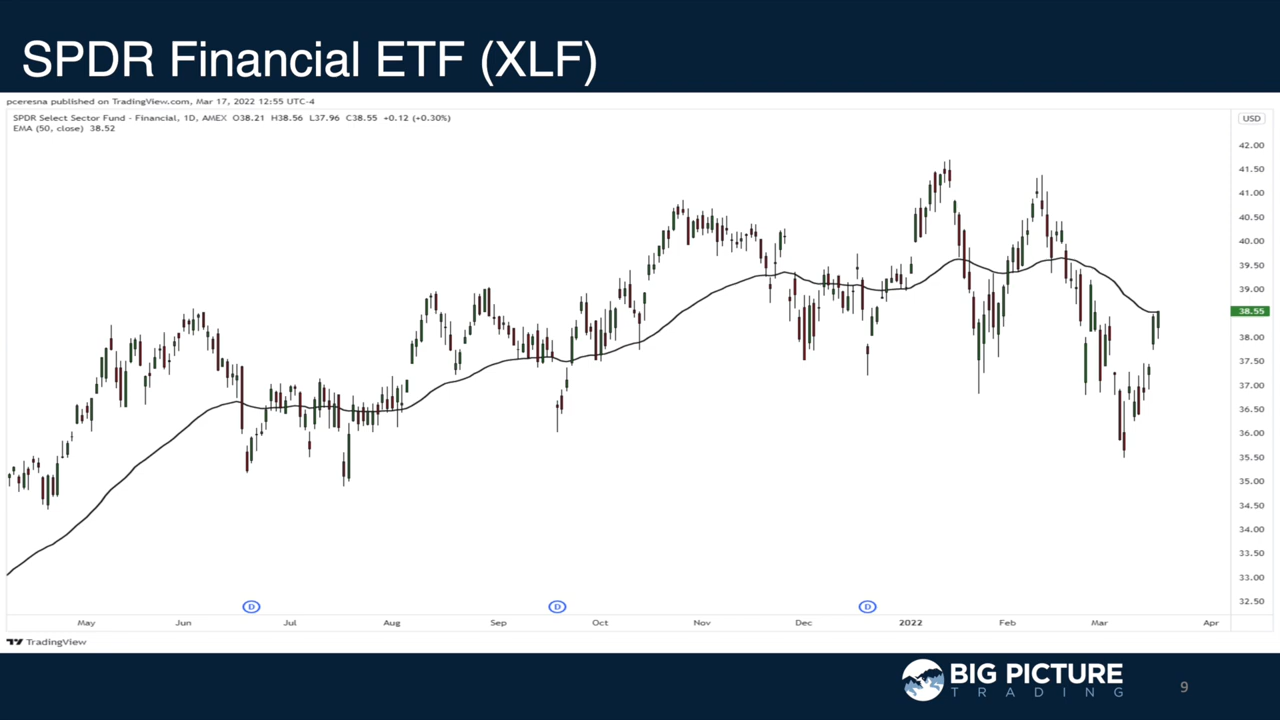 SPDR Financial ETF (XLF)
pceresna published on TradingView.com, Mar 17, 2022 12:55 UTC-4
SPDR Select Sector Fund - Financial, 1D, AMEX O38.21 H38.56 L37.96 C38.55 +0.12 (+0.30%)
EMA (50, close) 38.52
USD
42.00
41.50
41.00
40.50
40.00
39.50
39.00
38.55
38.00
37.50
37.00
36.50
36.00
35.50
35.00
34.50
34.00
33.50
33.00
32.50
D D D
May Jun Jul Aug Sep Oct Nov Dec 2022 Feb Mar Apr
TradingView
BIG PICTURE
TRADING
9